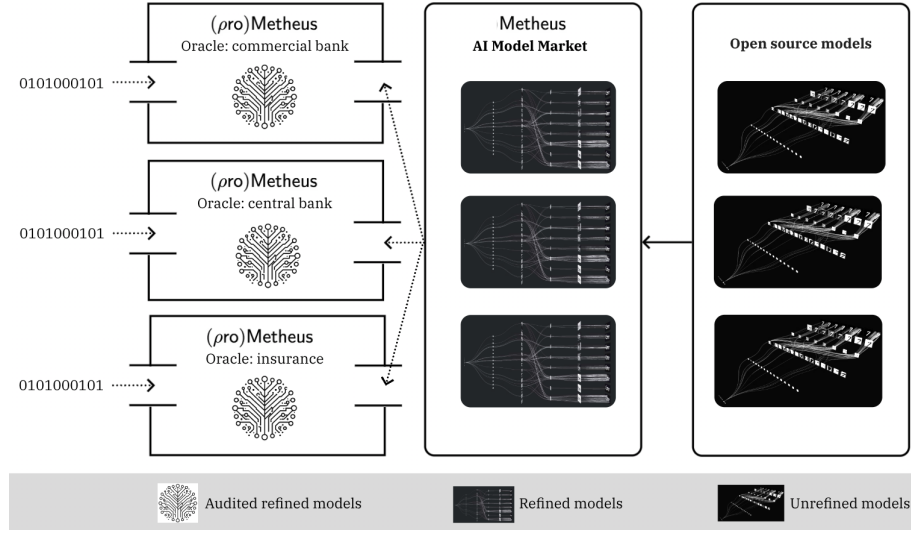 (ρro)Metheus
Oracle: commercial bank
0101000101
(ρro)Metheus
Oracle: central bank
0101000101
(ρro)Metheus
Oracle: insurance
0101000101
Metheus
AI Model Market
Open source models
Audited refined models
Refined models
Unrefined models